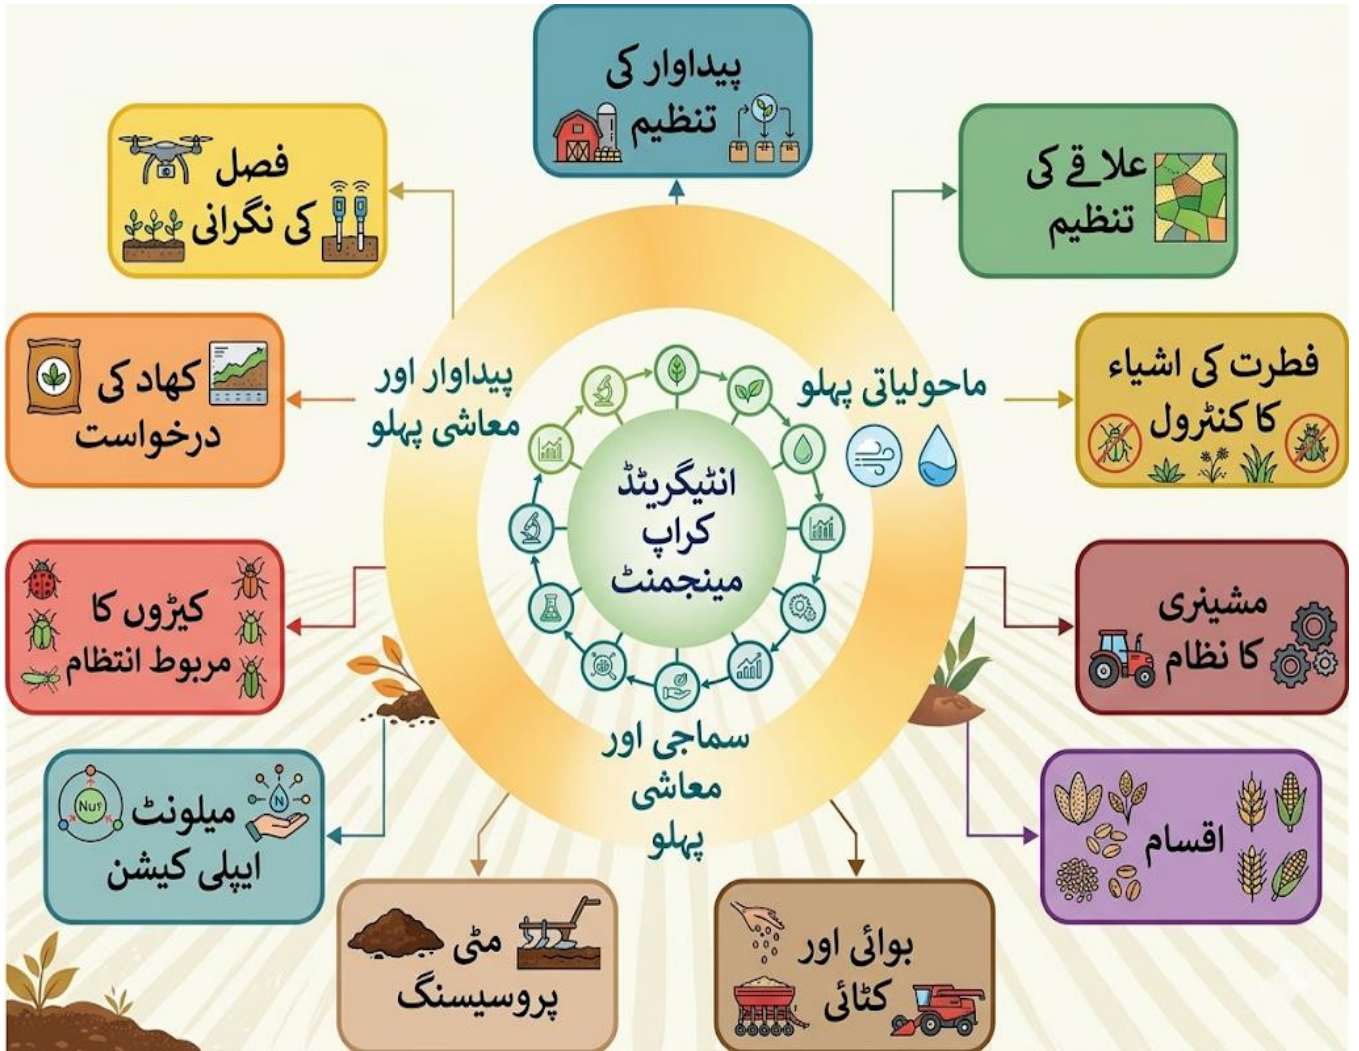 پیداوار کی
تنظیم
علاقے کی
تنظیم
فصل
کی نگرانی
فطرت کی اشیاء
کا کنٹرول
کھاد کی
درخواست
ماحولیاتی پہلو
پیداوار اور
معاشی پہلو
انٹیگریٹڈ
کراپ
مینجمنٹ
مشینری
کا نظام
کیڑوں کا
مربوط انتظام
سماجی اور
معاشی
پہلو
اقسام
میلونٹ
ایپلی کیشن
Nut
N
بوائی اور
کٹائی
مٹی
پروسیسنگ